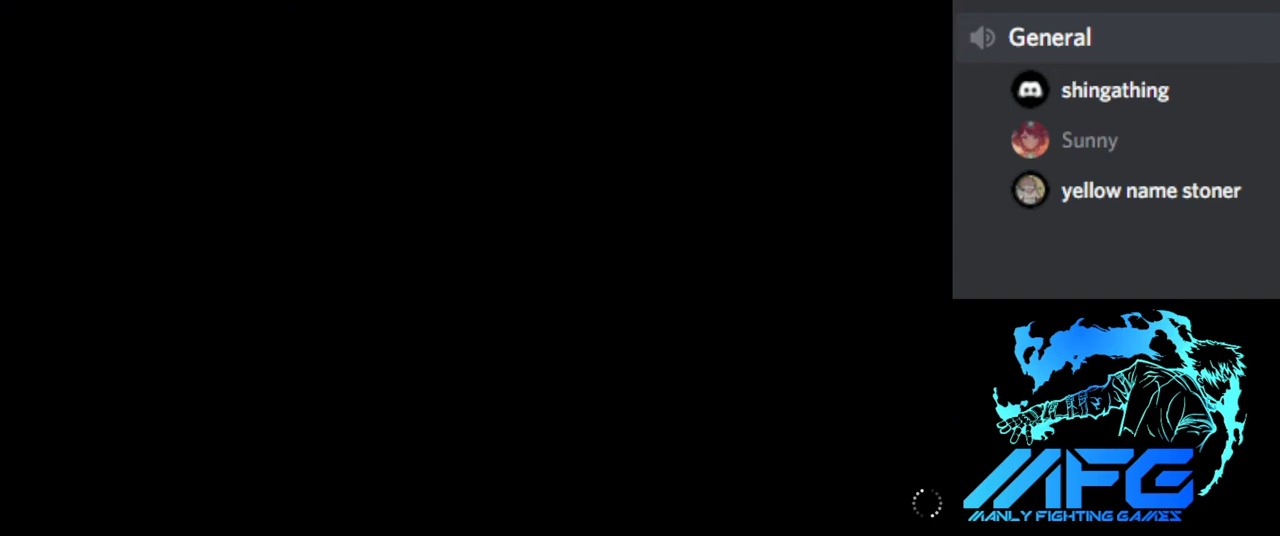 General
shingathing
Sunny
yellow name stoner
MFG
MANLY FIGHTING GAMES